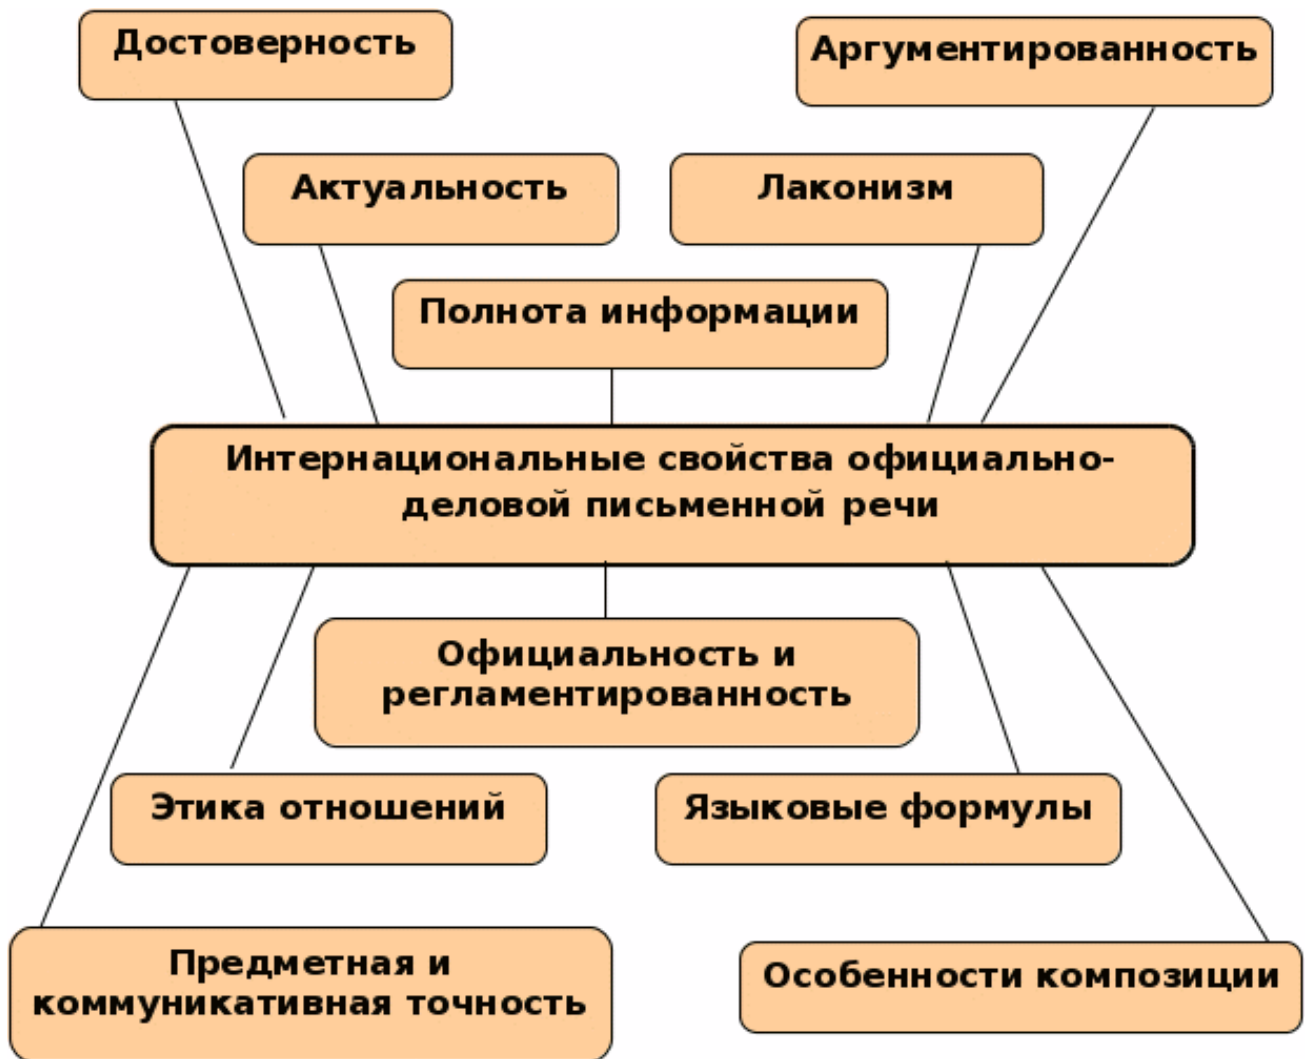 Достоверность
Аргументированность
Актуальность
Лаконизм
Полнота информации
Интернациональные свойства официально-
деловой письменной речи
Официальность и
регламентированность
Этика отношений
Языковые формулы
Предметная и
коммуникативная точность
Особенности композиции